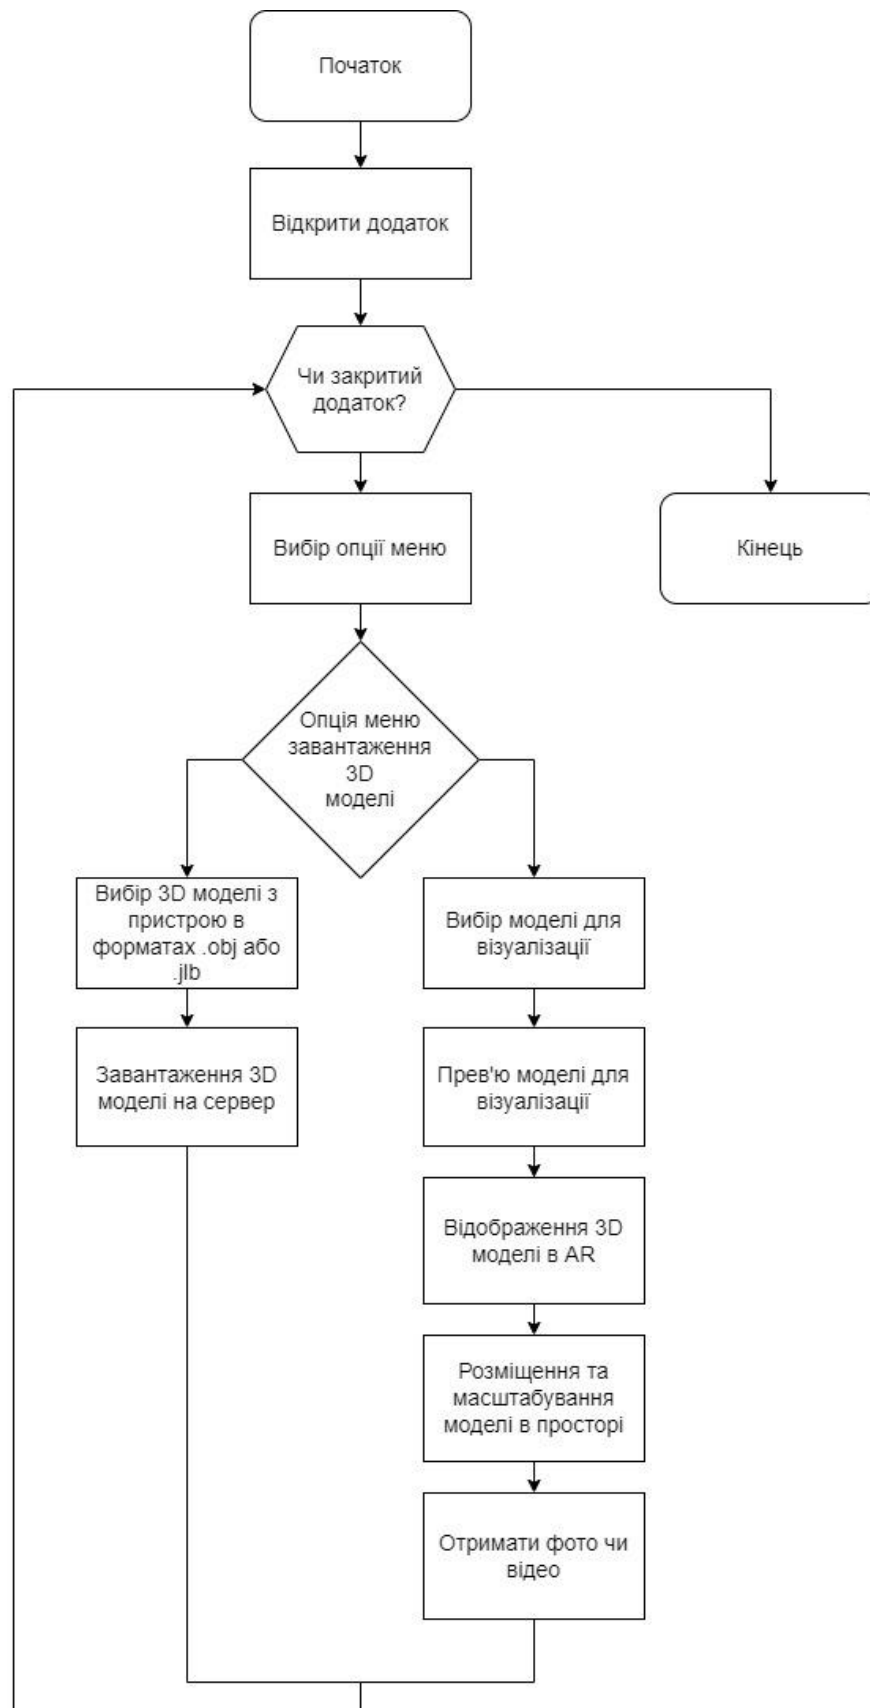 Початок
Відкрити додаток
Чи закритий
додаток?
Вибір опції меню
Кінець
Опція меню
завантаження
3D
моделі
Вибір 3D моделі з
пристрою в
форматах .obj або
.jlb
Вибір моделі для
візуалізації
Завантаження 3D
моделі на сервер
Прев'ю моделі для
візуалізації
Відображення 3D
моделі в AR
Розміщення та
масштабування
моделі в просторі
Отримати фото чи
відео